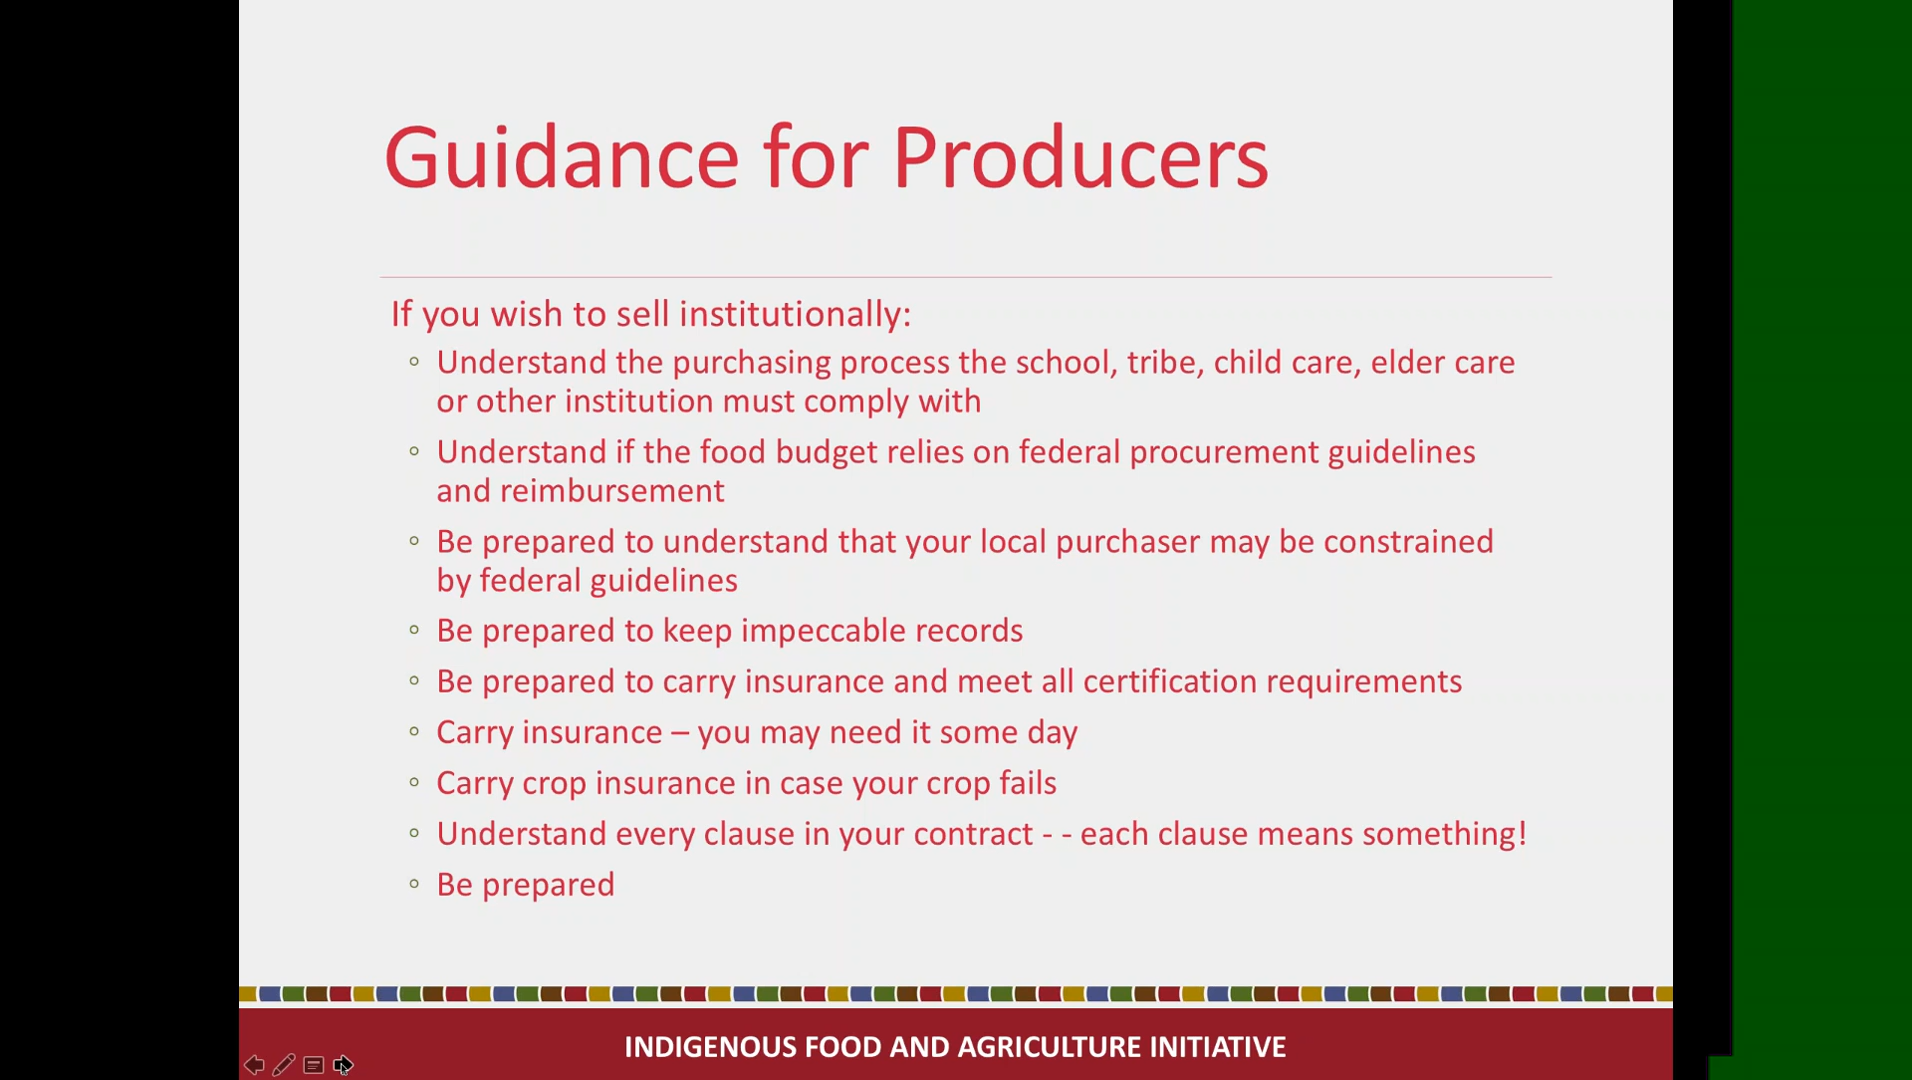 Guidance for Producers
If you wish to sell institutionally:
◦ Understand the purchasing process the school, tribe, child care, elder care
or other institution must comply with
◦ Understand if the food budget relies on federal procurement guidelines
and reimbursement
◦ Be prepared to understand that your local purchaser may be constrained
by federal guidelines
◦ Be prepared to keep impeccable records
◦ Be prepared to carry insurance and meet all certification requirements
◦ Carry insurance – you may need it some day
◦ Carry crop insurance in case your crop fails
◦ Understand every clause in your contract - - each clause means something!
◦ Be prepared
INDIGENOUS FOOD AND AGRICULTURE INITIATIVE